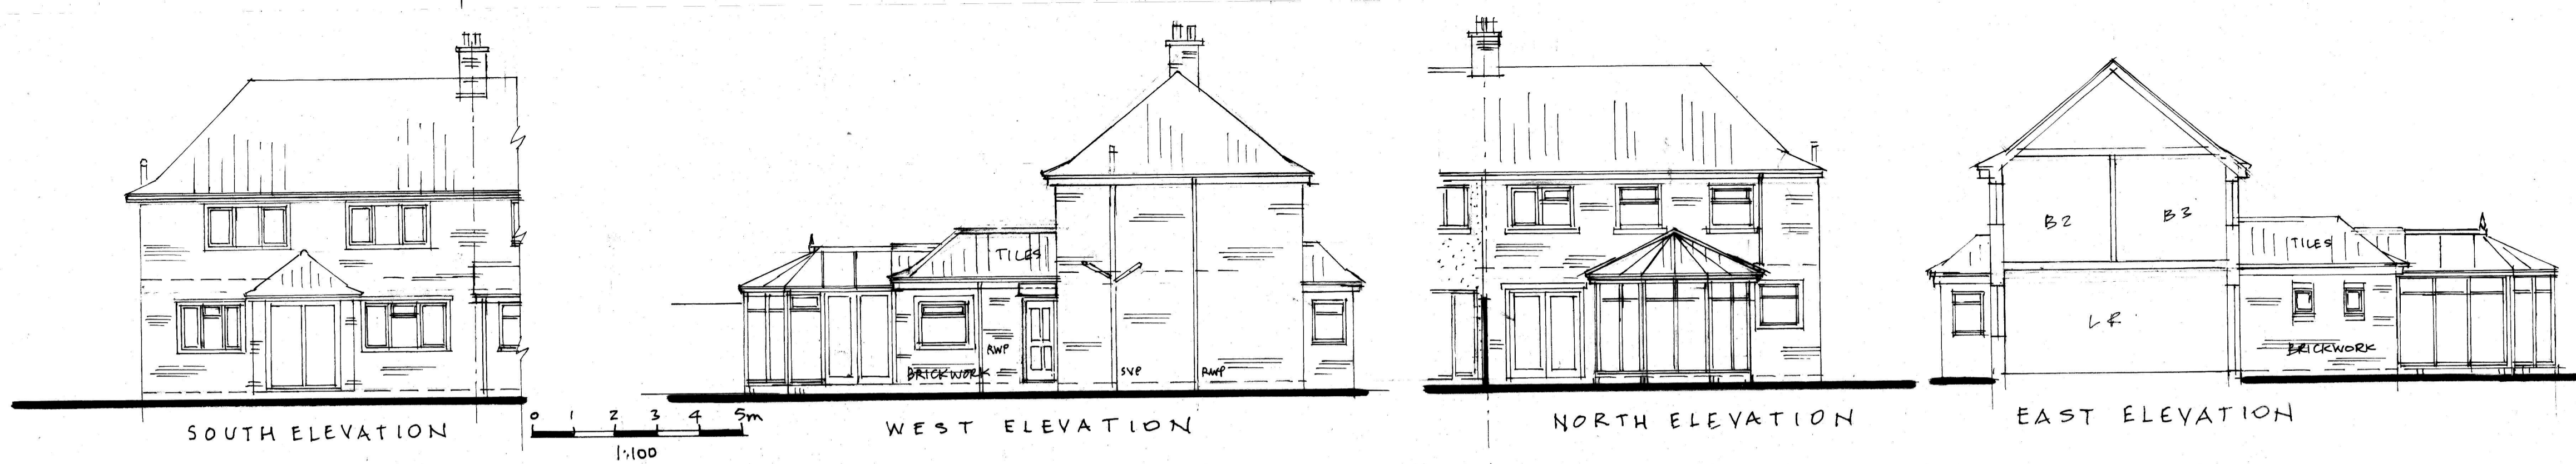 TILES
RWP
BRICKWORK
SVP
RWP
B2
B3
TILES
LR
BRICKWORK
SOUTH ELEVATION
0 1 2 3 4 5m
1:100
WEST ELEVATION
NORTH ELEVATION
EAST ELEVATION